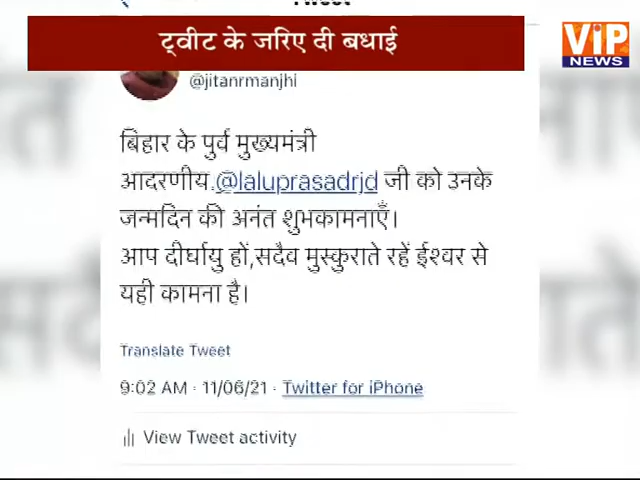 Tweet
ट्वीट के जरिए दी बधाई
ViP
NEWS
@jitanrmanjhi
बिहार के पुर्व मुख्यमंत्री
आदरणीय.@laluprasadrjd जी को उनके
जन्मदिन की अनंत शुभकामनाएँ।
आप दीर्घायु हों,सदैव मुस्कुराते रहें ईश्वर से
यही कामना है।
Translate Tweet
9:02 AM · 11/06/21 · Twitter for iPhone
View Tweet activity